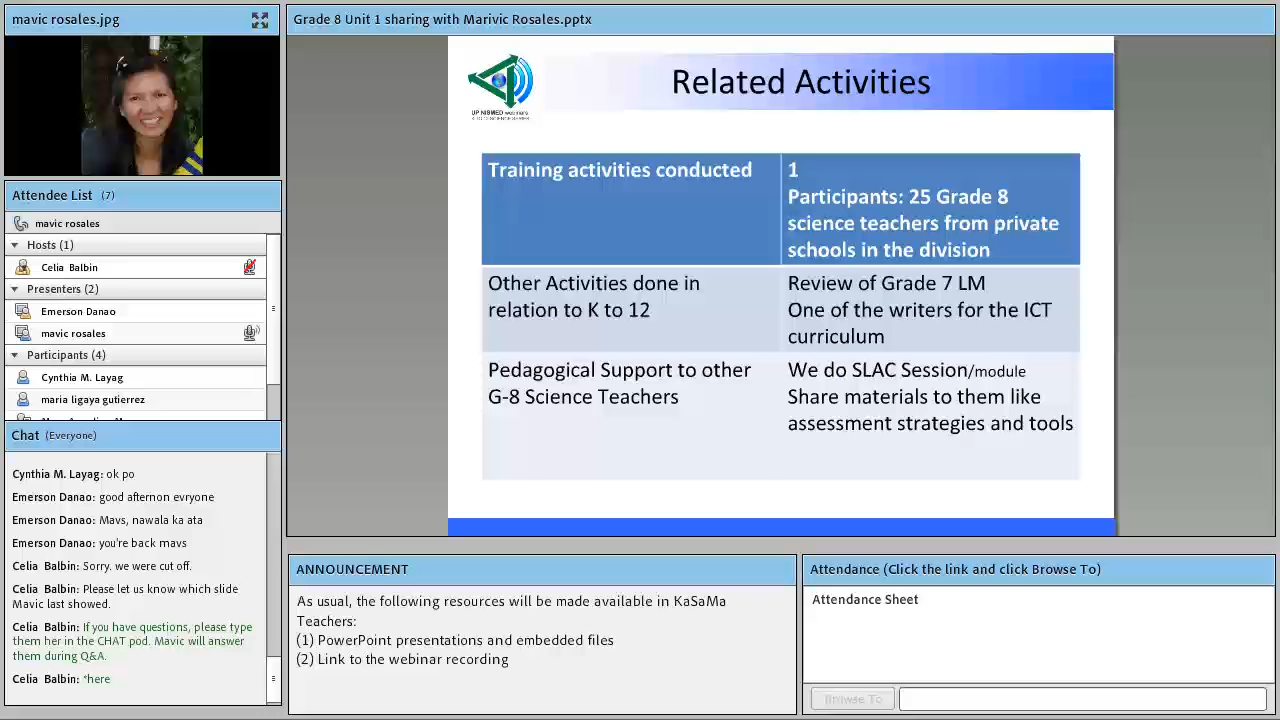 mavic rosales.jpg
Attendee List (7)
mavic rosales
Hosts (1)
Celia Balbin
Presenters (2)
Emerson Danao
mavic rosales
Participants (4)
Cynthia M. Layag
maria ligaya gutierrez
Chat (Everyone)
Cynthia M. Layag: ok po
Emerson Danao: good afternon evryone
Emerson Danao: Mavs, nawala ka ata
Emerson Danao: you're back mavs
Celia Balbin: Sorry. we were cut off.
Celia Balbin: Please let us know which slide
Mavic last showed.
Celia Balbin: If you have questions, please type
them her in the CHAT pod. Mavic will answer
them during Q&A.
Celia Balbin: *here
Grade 8 Unit 1 sharing with Marivic Rosales.pptx
UP NISMED webinars
Related Activities
Training activities conducted
1
Participants: 25 Grade 8
science teachers from private
schools in the division
Other Activities done in
relation to K to 12
Review of Grade 7 LM
One of the writers for the ICT
curriculum
Pedagogical Support to other
G-8 Science Teachers
We do SLAC Session/module
Share materials to them like
assessment strategies and tools
ANNOUNCEMENT
As usual, the following resources will be made available in KaSaMa
Teachers:
(1) PowerPoint presentations and embedded files
(2) Link to the webinar recording
Attendance (Click the link and click Browse To)
Attendance Sheet
Browse To